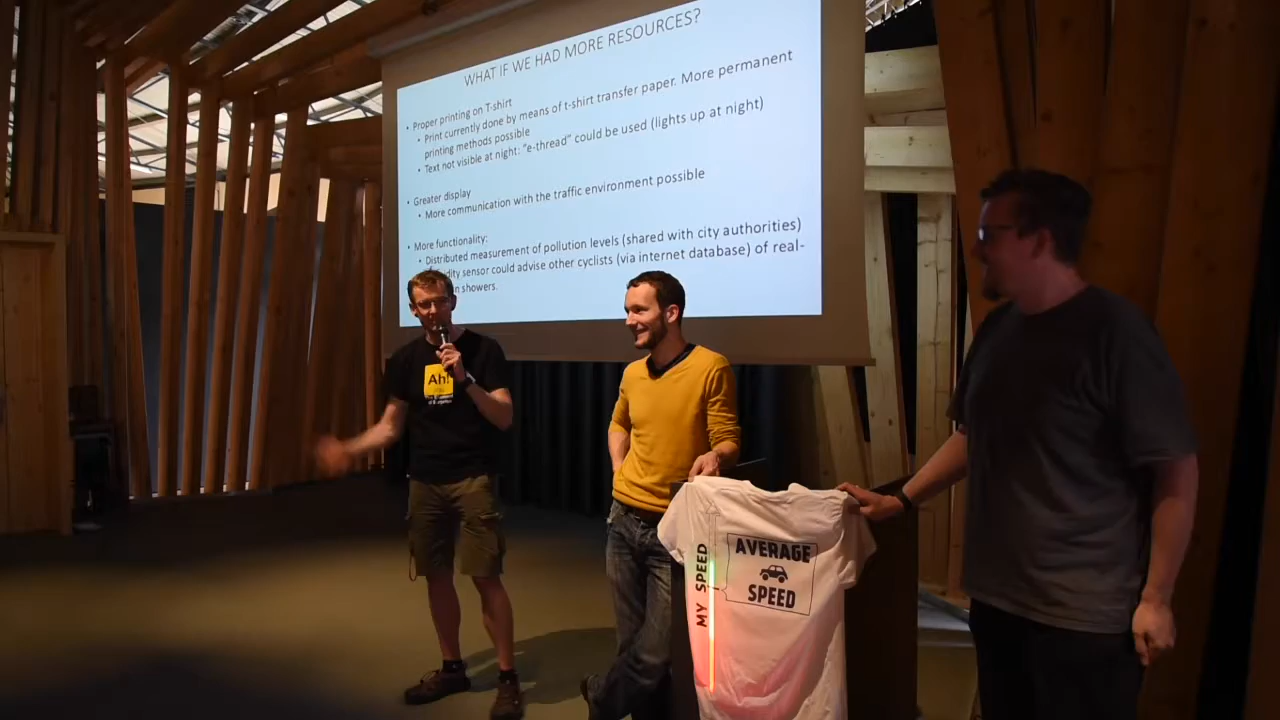 WHAT IF WE HAD MORE RESOURCES?
• Proper printing on T-shirt
• Print currently done by means of t-shirt transfer paper. More permanent
printing methods possible
• Text not visible at night: "e-thread" could be used (lights up at night)
• Greater display
• More communication with the traffic environment possible
• More functionality:
• Distributed measurement of pollution levels (shared with city authorities)
sensor could advise other cyclists (via internet database) of real-
showers.
Ah!
MY SPEED
AVERAGE
SPEED